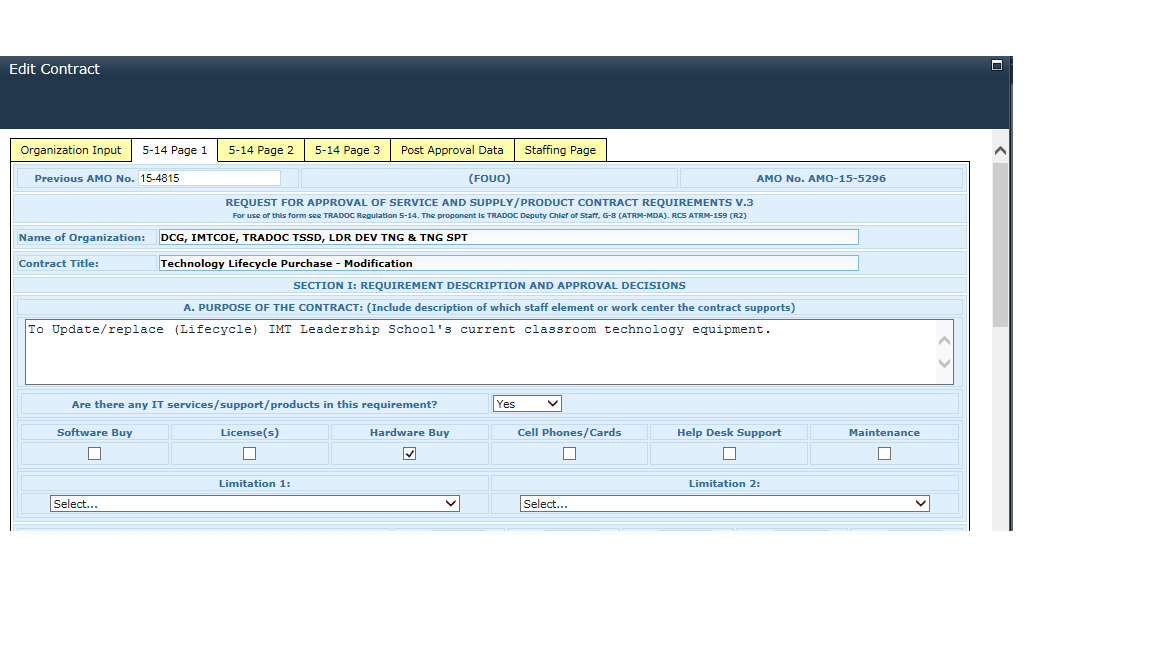 Edit Contract
Organization Input 5-14 Page 1 5-14 Page 2 5-14 Page 3 Post Approval Data Staffing Page
Previous AMO No. 15-4815 (FOUO) AMO No. AMO-15-5296
REQUEST FOR APPROVAL OF SERVICE AND SUPPLY/PRODUCT CONTRACT REQUIREMENTS V.3
For use of this form see TRADOC Regulation 5-14. The proponent is TRADOC Deputy Chief of Staff, G-8 (ATRM-MDA). RCS ATRM-159 (R2)
Name of Organization: DCG, IMTCOE, TRADOC TSSD, LDR DEV TNG & TNG SPT
Contract Title: Technology Lifecycle Purchase - Modification
SECTION I: REQUIREMENT DESCRIPTION AND APPROVAL DECISIONS
A. PURPOSE OF THE CONTRACT: (Include description of which staff element or work center the contract supports)
To Update/replace (Lifecycle) IMT Leadership School's current classroom technology equipment.
Are there any IT services/support/products in this requirement? Yes
Software Buy License(s) Hardware Buy Cell Phones/Cards Help Desk Support Maintenance
Limitation 1: Limitation 2:
Select... Select...